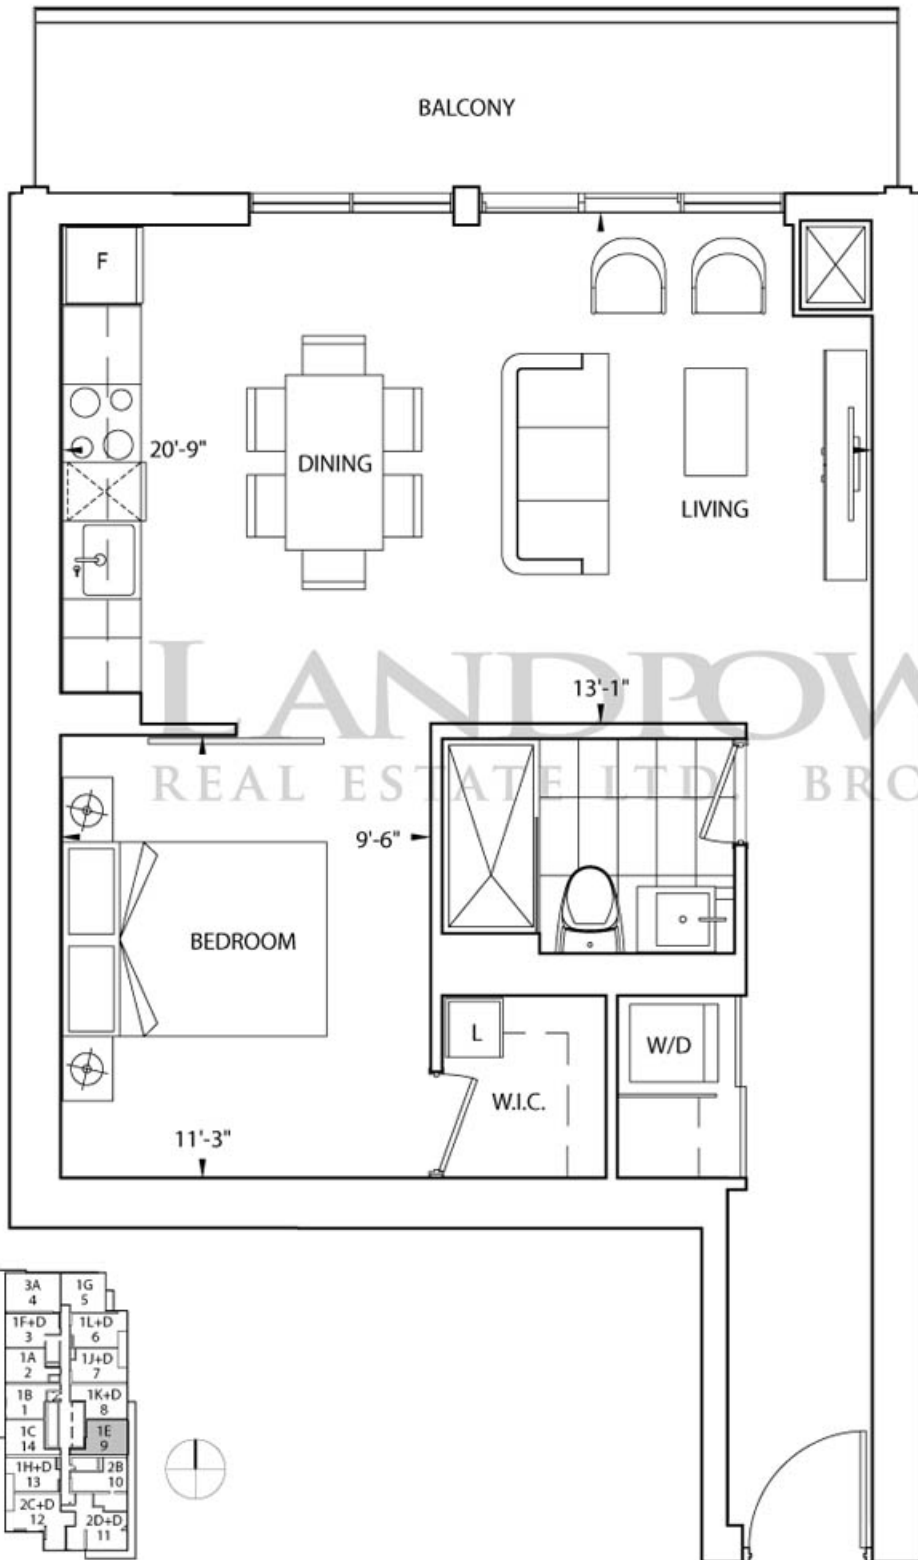 BALCONY
F
20'-9"
DINING
LIVING
LANDPOW
13'-1"
REAL ESTATE LTD. BRO
9'-6"
BEDROOM
L
W/D
W.I.C.
11'-3"
3A
4
1G
5
1F+D
3
1L+D
6
1A
2
1J+D
7
1B
1
1K+D
8
1C
14
1E
9
1H+D
13
2B
10
2C+D
12
2D+D
11